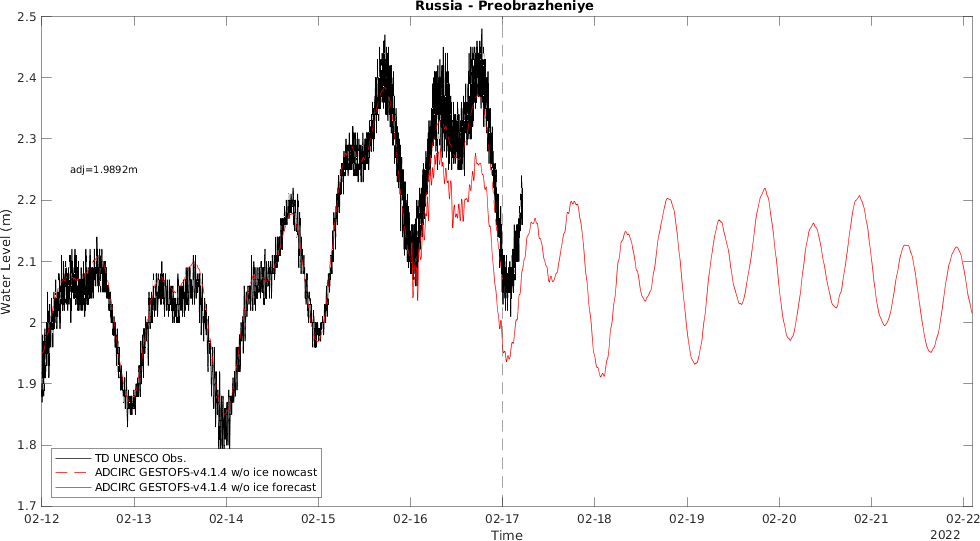 Russia - Preobrazheniye
2.5
2.4
2.3
2.2
2.1
2
1.9
1.8
1.7
Water Level (m)
adj=1.9892m
TD UNESCO Obs.
ADCIRC GESTOFS-v4.1.4 w/o ice nowcast
ADCIRC GESTOFS-v4.1.4 w/o ice forecast
02-12 02-13 02-14 02-15 02-16 02-17 02-18 02-19 02-20 02-21 02-22
Time
2022